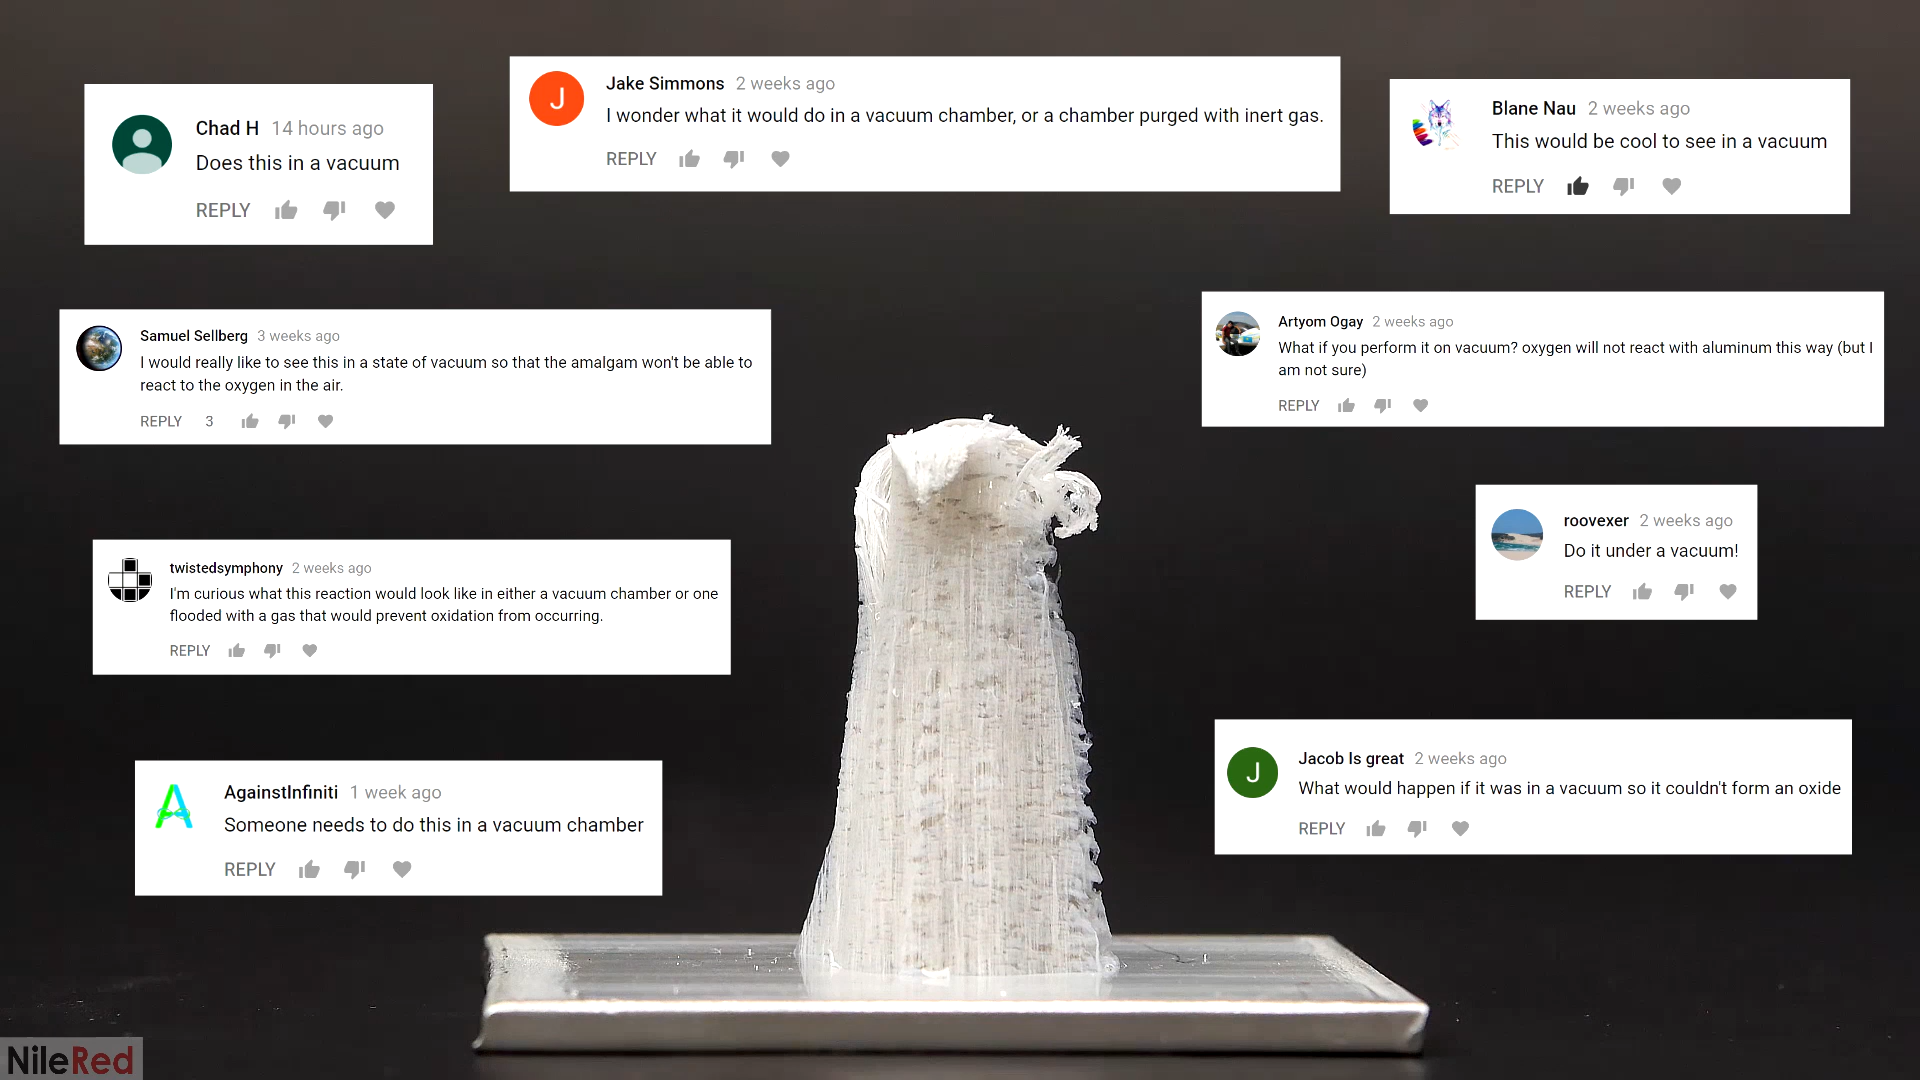 Chad H 14 hours ago
Does this in a vacuum
REPLY
J
Jake Simmons 2 weeks ago
I wonder what it would do in a vacuum chamber, or a chamber purged with inert gas.
REPLY
Blane Nau 2 weeks ago
This would be cool to see in a vacuum
REPLY
Samuel Sellberg 3 weeks ago
I would really like to see this in a state of vacuum so that the amalgam won't be able to
react to the oxygen in the air.
REPLY 3
Artyom Ogay 2 weeks ago
What if you perform it on vacuum? oxygen will not react with aluminum this way (but I
am not sure)
REPLY
twistedsymphony 2 weeks ago
I'm curious what this reaction would look like in either a vacuum chamber or one
flooded with a gas that would prevent oxidation from occurring.
REPLY
roovexer 2 weeks ago
Do it under a vacuum!
REPLY
A
AgainstInfiniti 1 week ago
Someone needs to do this in a vacuum chamber
REPLY
J
Jacob Is great 2 weeks ago
What would happen if it was in a vacuum so it couldn't form an oxide
REPLY
NileRed